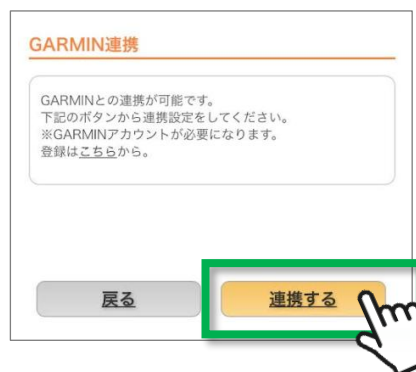 GARMIN連携
GARMINとの連携が可能です。
下記のボタンから連携設定をしてください。
※GARMINアカウントが必要になります。
登録はこちらから。
戻る
連携する